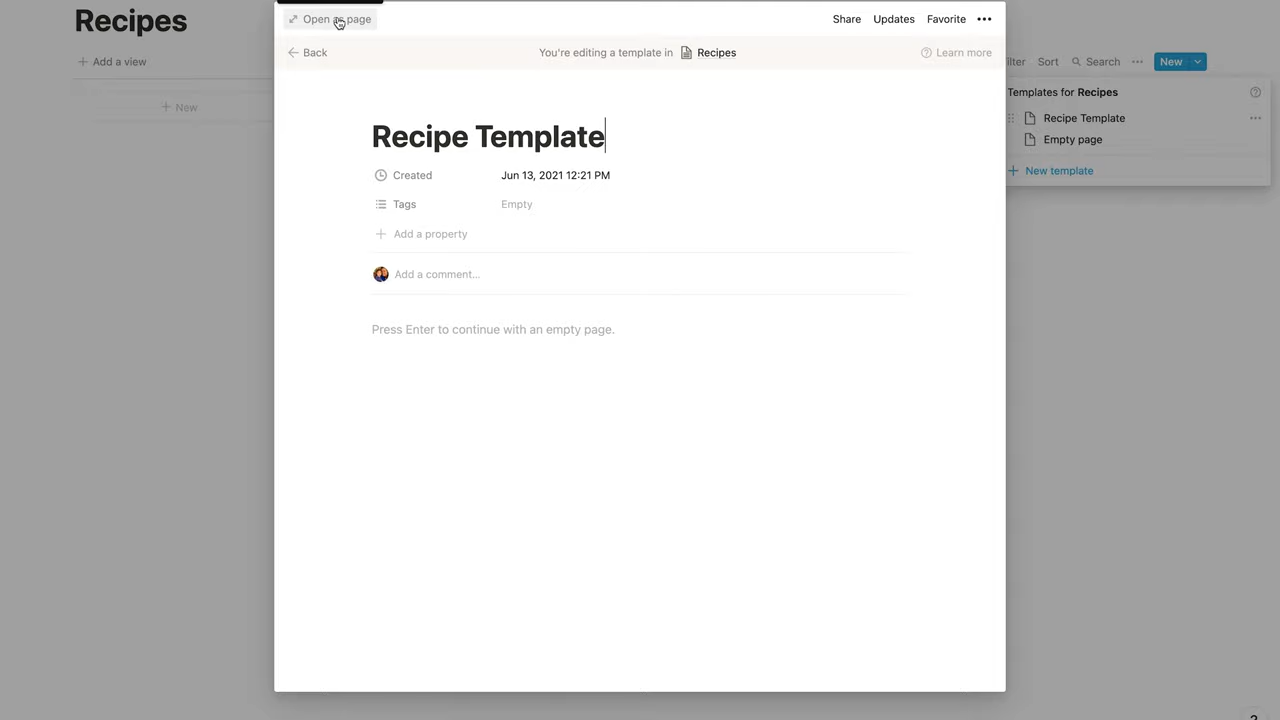 Recipes
Add a view
New
Open as page
Share Updates Favorite
Back
You're editing a template in Recipes
Learn more
Recipe Template
Created Jun 13, 2021 12:21 PM
Tags Empty
Add a property
Add a comment...
Press Enter to continue with an empty page.
Sort Search New
Templates for Recipes
Recipe Template
Empty page
New template
?